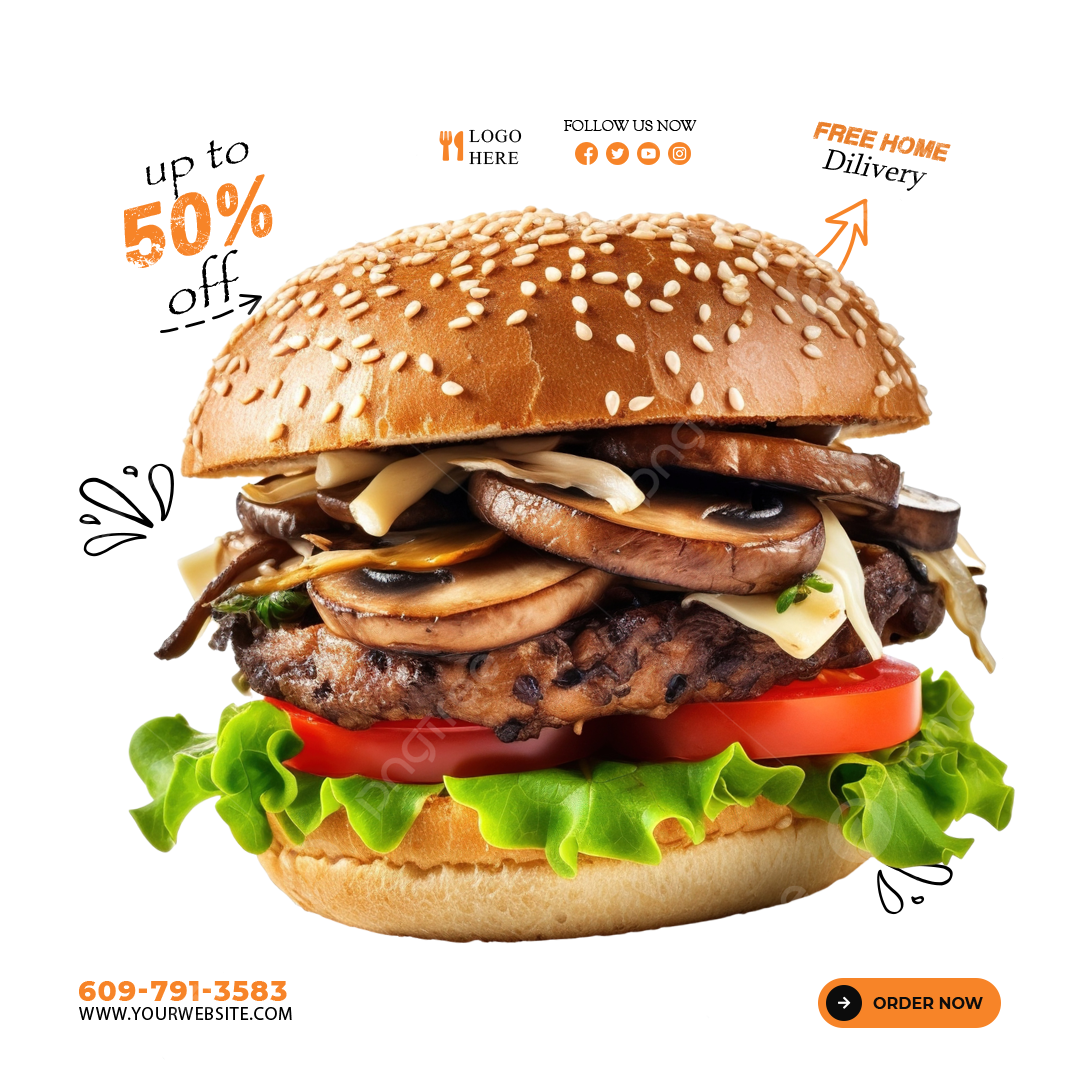 up to
50%
off
LOGO
HERE
FOLLOW US NOW
FREE HOME
Dilivery
609-791-3583
WWW.YOURWEBSITE.COM
ORDER NOW